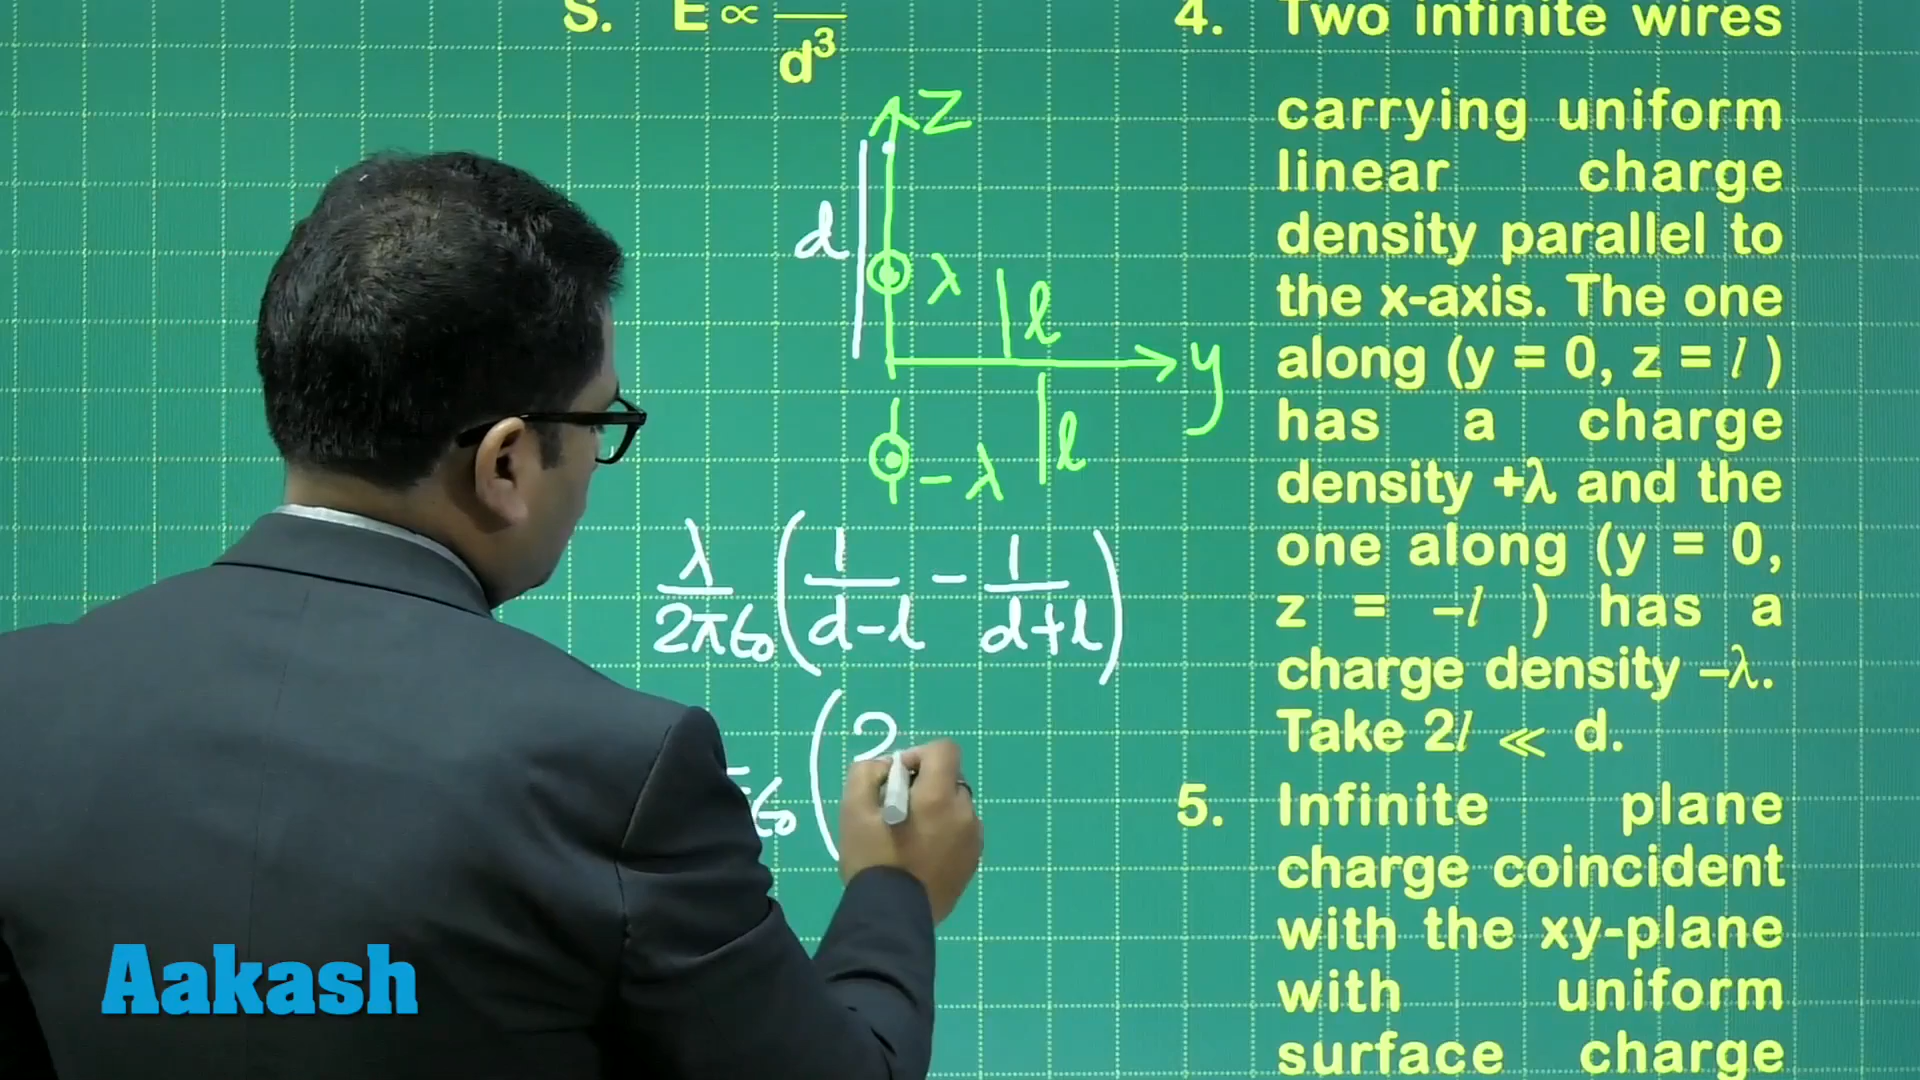 S. E ∝ ─── d³
z
d
λ
l
y
l
−λ
λ/2πϵ₀ (1/d−l − 1/d+l)
ϵ₀ (2
4. Two infinite wires
carrying uniform
linear charge
density parallel to
the x-axis. The one
along (y = 0, z = l )
has a charge
density +λ and the
one along (y = 0,
z = –l ) has a
charge density –λ.
Take 2l ≪ d.
5. Infinite plane
charge coincident
with the xy-plane
with uniform
surface charge
Aakash